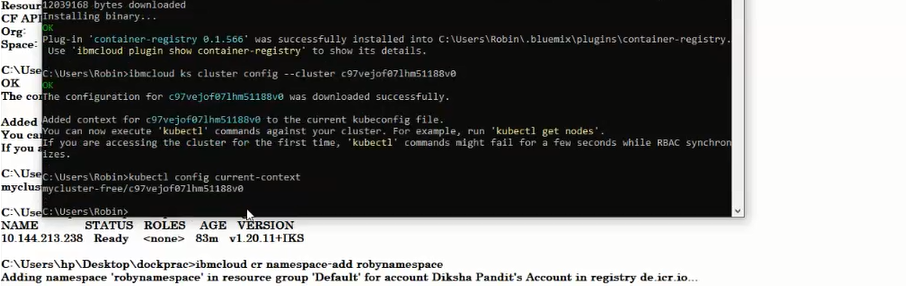 Resour
CF API
Org:
Space:
C:\Use
OK
The co
Added
You can
If you a
C:\Use
myclus
C:\Us
12039168 bytes downloaded
Installing binary...
OK
Plug-in 'container-registry 0.1.566' was successfully installed into C:\Users\Robin\.bluemix\plugins\container-registry.
Use 'ibmcloud plugin show container-registry' to show its details.
C:\Users\Robin>ibmcloud ks cluster config --cluster c97vejof07lhm51188v0
OK
The configuration for c97vejof07lhm51188v0 was downloaded successfully.
Added context for c97vejof07lhm51188v0 to the current kubeconfig file.
You can now execute 'kubectl' commands against your cluster. For example, run 'kubectl get nodes'.
If you are accessing the cluster for the first time, 'kubectl' commands might fail for a few seconds while RBAC synchron
izes.
C:\Users\Robin>kubectl config current-context
mycluster-free/c97vejof07lhm51188v0
C:\Users\Robin>
NAME STATUS ROLES AGE VERSION
10.144.213.238 Ready <none> 83m v1.20.11+IKS
C:\Users\hp\Desktop\dockprac>ibmcloud cr namespace-add robynamespace
Adding namespace 'robynamespace' in resource group 'Default' for account Diksha Pandit's Account in registry de.icr.io...